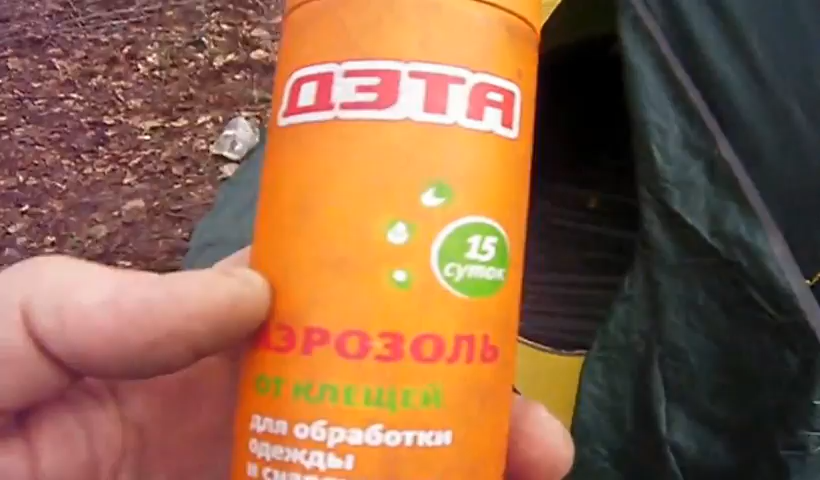 ДЭТА
15
суток
АЭРОЗОЛЬ
ОТ КЛЕЩЕЙ
для обработки
одежды
и